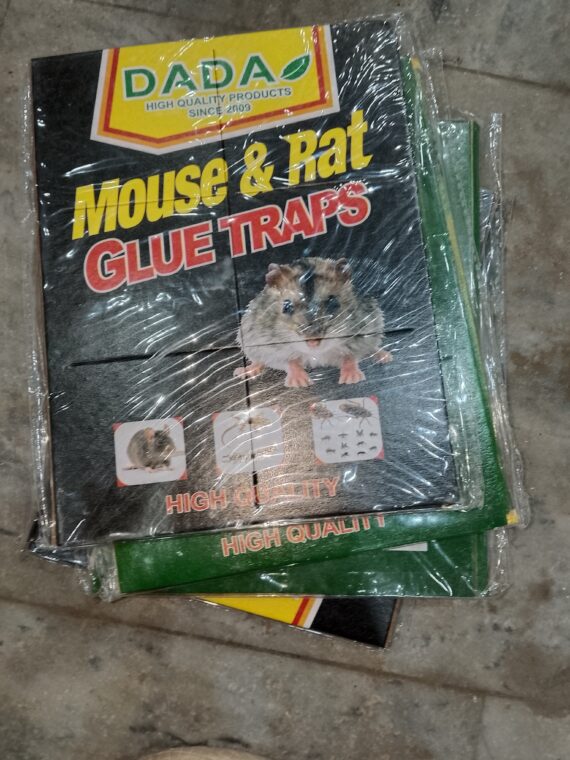 DADA
HIGH QUALITY PRODUCTS
SINCE 2009
Mouse & Rat
GLUE TRAPS
HIGH QUALITY
HIGH QUALITY